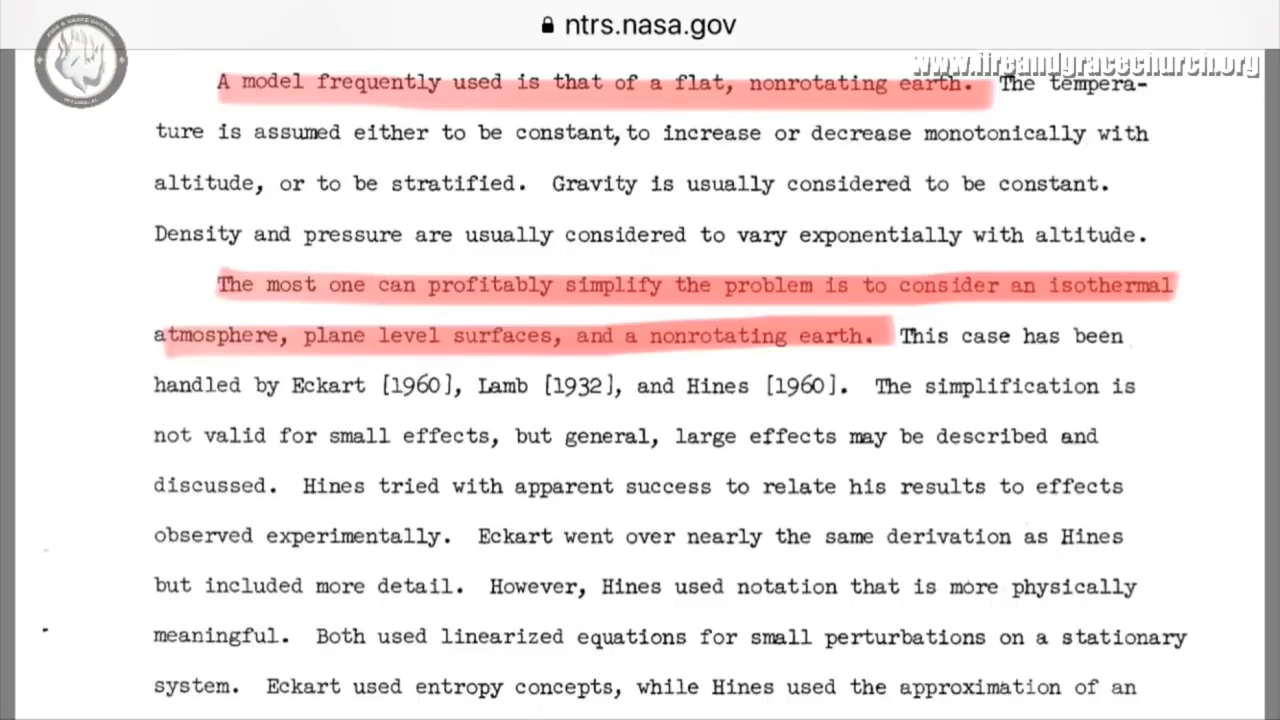 ntrs.nasa.gov
www.fireandgracechurch.org
FIRE & GRACE CHURCH
A model frequently used is that of a flat, nonrotating earth. The tempera-
ture is assumed either to be constant, to increase or decrease monotonically with
altitude, or to be stratified. Gravity is usually considered to be constant.
Density and pressure are usually considered to vary exponentially with altitude.
The most one can profitably simplify the problem is to consider an isothermal
atmosphere, plane level surfaces, and a nonrotating earth. This case has been
handled by Eckart [1960], Lamb [1932], and Hines [1960]. The simplification is
not valid for small effects, but general, large effects may be described and
discussed. Hines tried with apparent success to relate his results to effects
observed experimentally. Eckart went over nearly the same derivation as Hines
but included more detail. However, Hines used notation that is more physically
meaningful. Both used linearized equations for small perturbations on a stationary
system. Eckart used entropy concepts, while Hines used the approximation of an